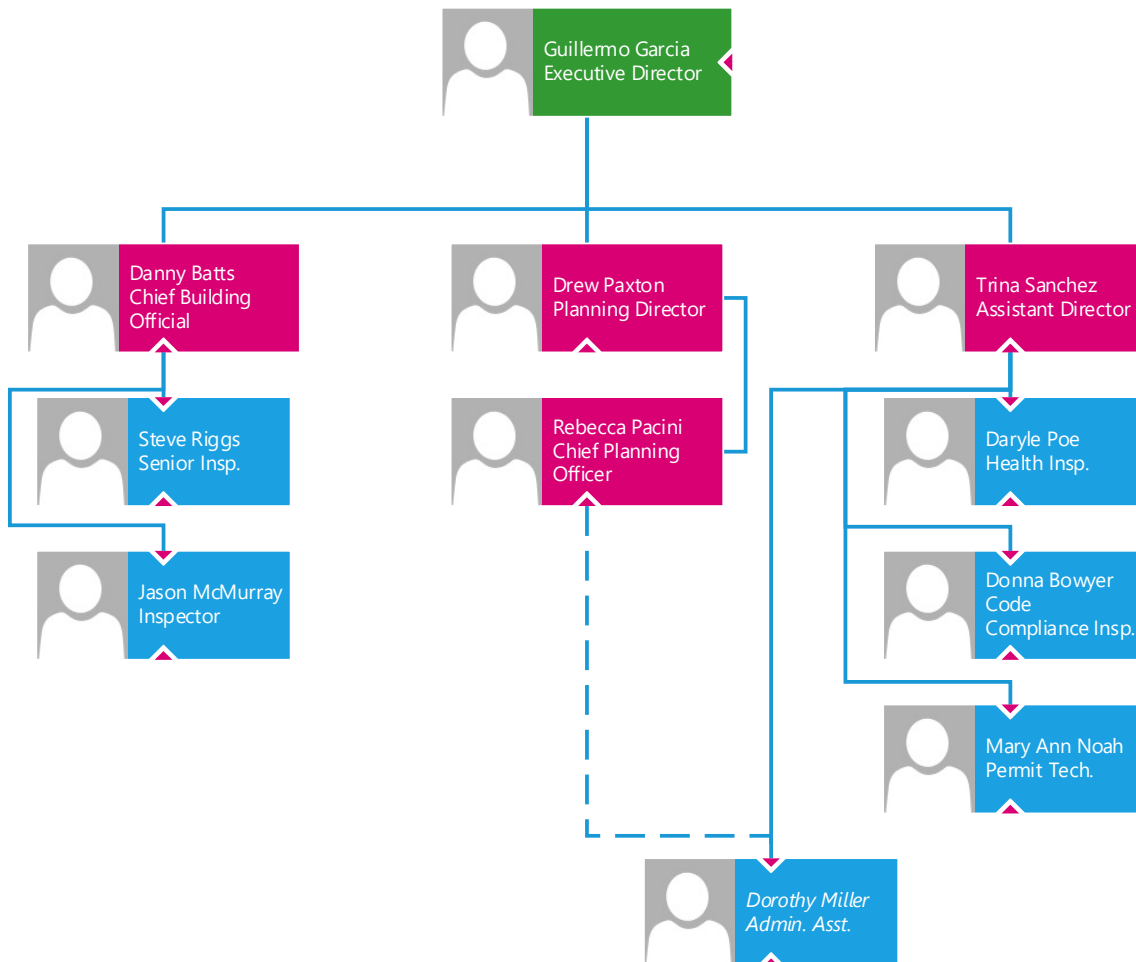 Guillermo Garcia
Executive Director
Danny Batts
Chief Building
Official
Drew Paxton
Planning Director
Trina Sanchez
Assistant Director
Steve Riggs
Senior Insp.
Rebecca Pacini
Chief Planning
Officer
Daryle Poe
Health Insp.
Jason McMurray
Inspector
Donna Bowyer
Code
Compliance Insp.
Mary Ann Noah
Permit Tech.
Dorothy Miller
Admin. Asst.